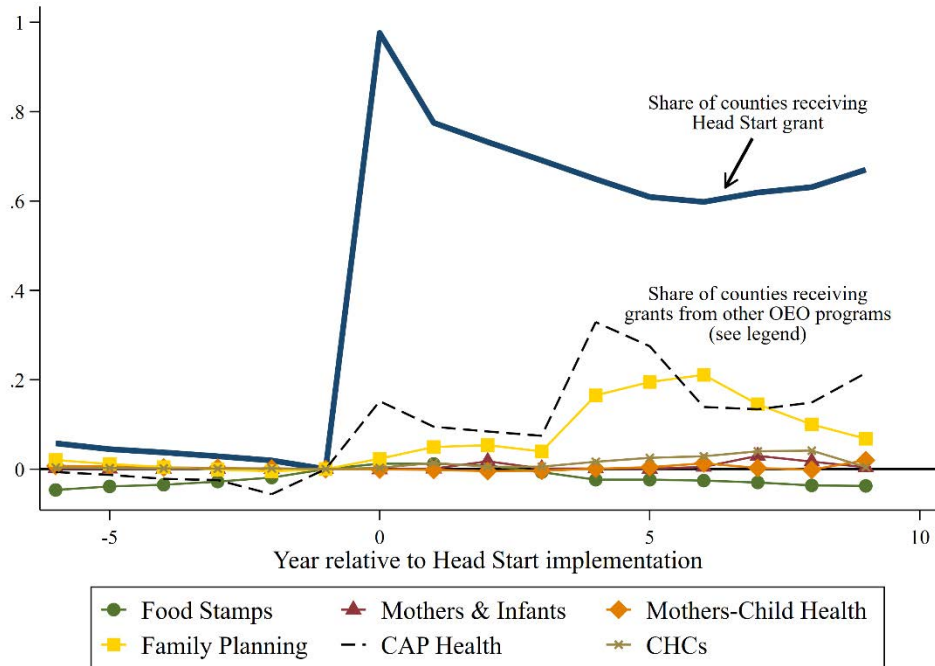 1
.8
.6
.4
.2
0
Share of counties receiving
Head Start grant
Share of counties receiving
grants from other OEO programs
(see legend)
-5 0 5 10
Year relative to Head Start implementation
Food Stamps Mothers & Infants Mothers-Child Health
Family Planning CAP Health CHCs